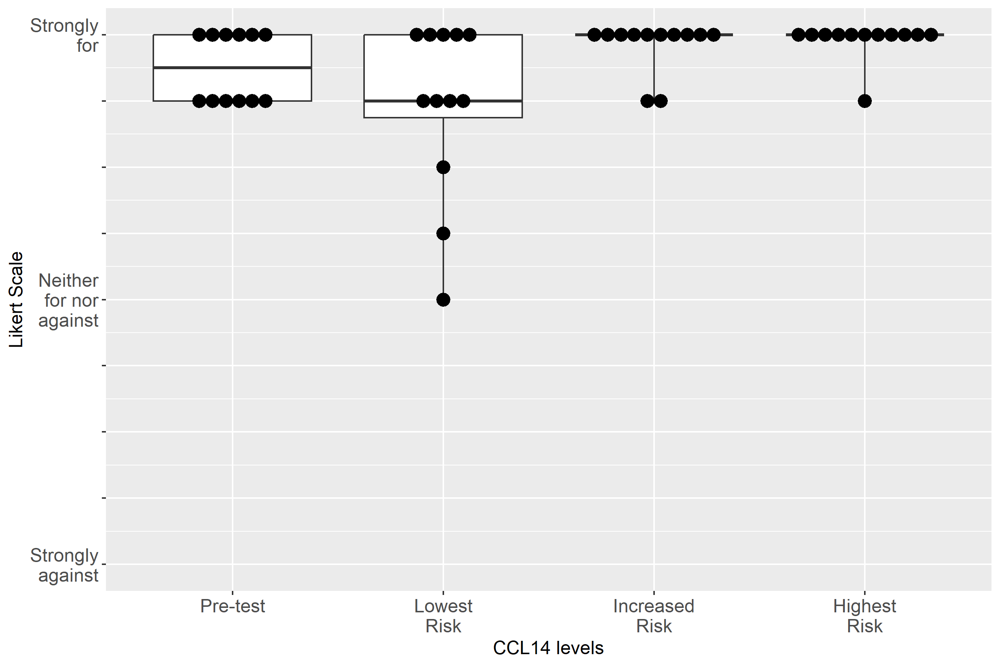 Strongly
for
Neither
for nor
against
Strongly
against
Likert Scale
Pre-test
Lowest
Risk
Increased
Risk
Highest
Risk
CCL14 levels